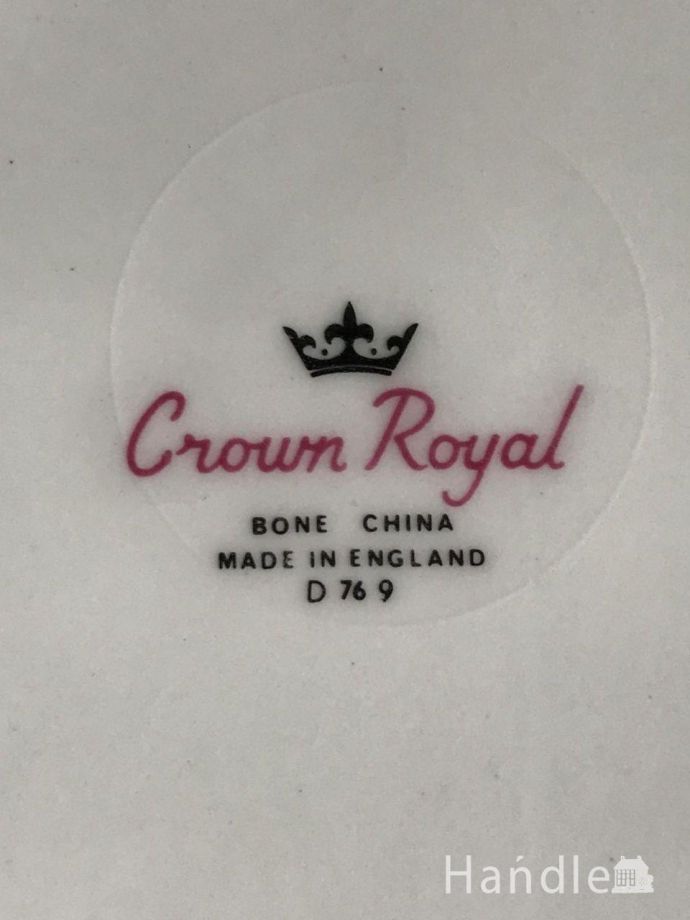 Crown Royal
BONE CHINA
MADE IN ENGLAND
D 76 9
Handle